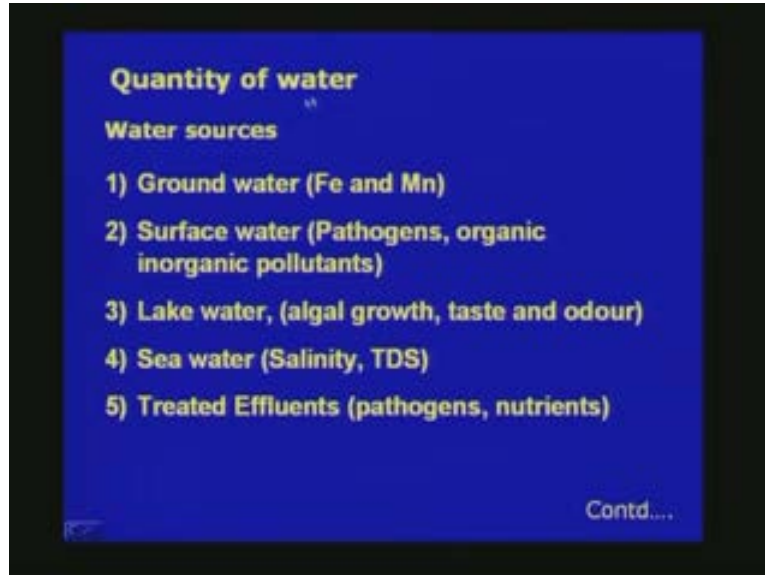 Quantity of water
Water sources
1) Ground water (Fe and Mn)
2) Surface water (Pathogens, organic
inorganic pollutants)
3) Lake water, (algal growth, taste and odour)
4) Sea water (Salinity, TDS)
5) Treated Effluents (pathogens, nutrients)
Contd....